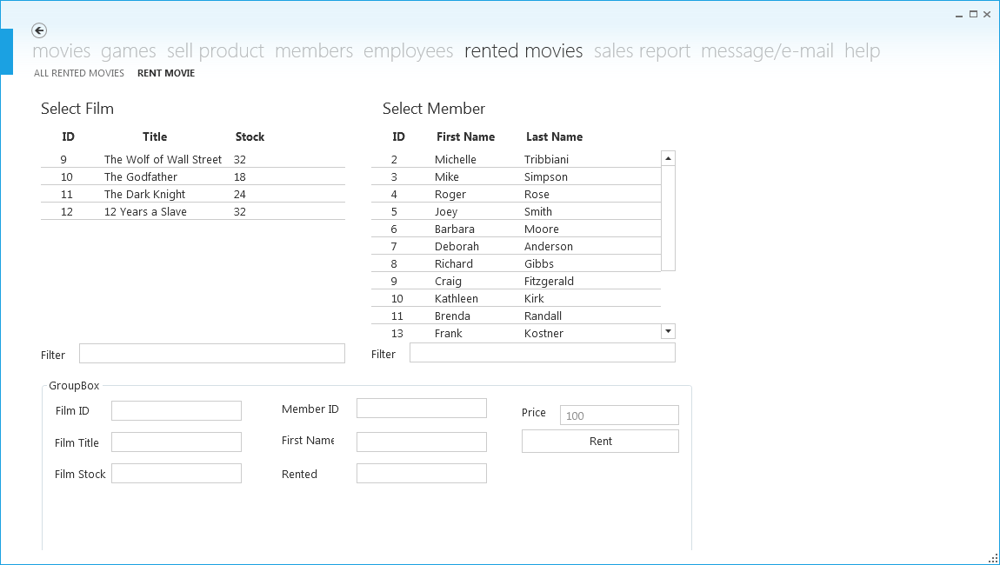 movies games sell product members employees rented movies sales report message/e-mail help
ALL RENTED MOVIES RENT MOVIE
Select Film
ID Title Stock
9 The Wolf of Wall Street 32
10 The Godfather 18
11 The Dark Knight 24
12 12 Years a Slave 32
Filter
Select Member
ID First Name Last Name
2 Michelle Tribbiani
3 Mike Simpson
4 Roger Rose
5 Joey Smith
6 Barbara Moore
7 Deborah Anderson
8 Richard Gibbs
9 Craig Fitzgerald
10 Kathleen Kirk
11 Brenda Randall
13 Frank Kostner
Filter
GroupBox
Film ID
Film Title
Film Stock
Member ID
First Name
Rented
Price 100
Rent